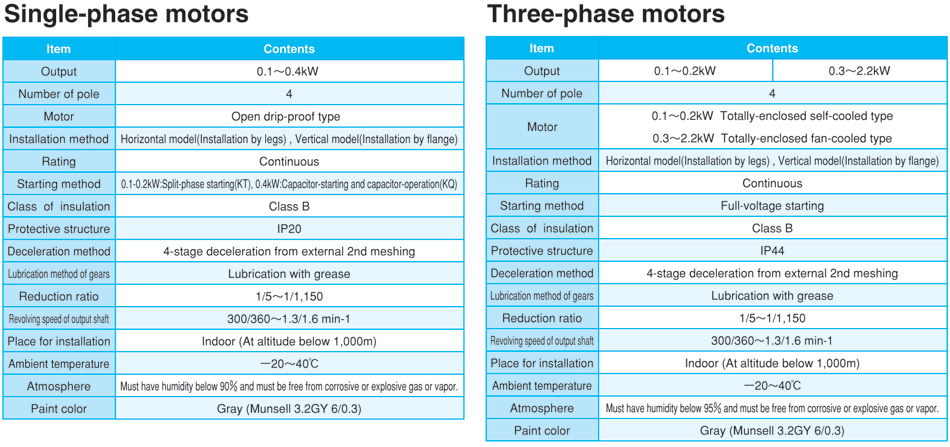 Single-phase motors
Item Contents
Output 0.1～0.4kW
Number of pole 4
Motor Open drip-proof type
Installation method Horizontal model(Installation by legs) , Vertical model(Installation by flange)
Rating Continuous
Starting method 0.1-0.2kW:Split-phase starting(KT), 0.4kW:Capacitor-starting and capacitor-operation(KQ)
Class of insulation Class B
Protective structure IP20
Deceleration method 4-stage deceleration from external 2nd meshing
Lubrication method of gears Lubrication with grease
Reduction ratio 1/5～1/1,150
Revolving speed of output shaft 300/360～1.3/1.6 min-1
Place for installation Indoor (At altitude below 1,000m)
Ambient temperature －20～40℃
Atmosphere Must have humidity below 90% and must be free from corrosive or explosive gas or vapor.
Paint color Gray (Munsell 3.2GY 6/0.3)
Three-phase motors
Item Contents
Output 0.1～0.2kW 0.3～2.2kW
Number of pole 4
Motor 0.1～0.2kW Totally-enclosed self-cooled type
0.3～2.2kW Totally-enclosed fan-cooled type
Installation method Horizontal model(Installation by legs) , Vertical model(Installation by flange)
Rating Continuous
Starting method Full-voltage starting
Class of insulation Class B
Protective structure IP44
Deceleration method 4-stage deceleration from external 2nd meshing
Lubrication method of gears Lubrication with grease
Reduction ratio 1/5～1/1,150
Revolving speed of output shaft 300/360～1.3/1.6 min-1
Place for installation Indoor (At altitude below 1,000m)
Ambient temperature －20～40℃
Atmosphere Must have humidity below 95% and must be free from corrosive or explosive gas or vapor.
Paint color Gray (Munsell 3.2GY 6/0.3)